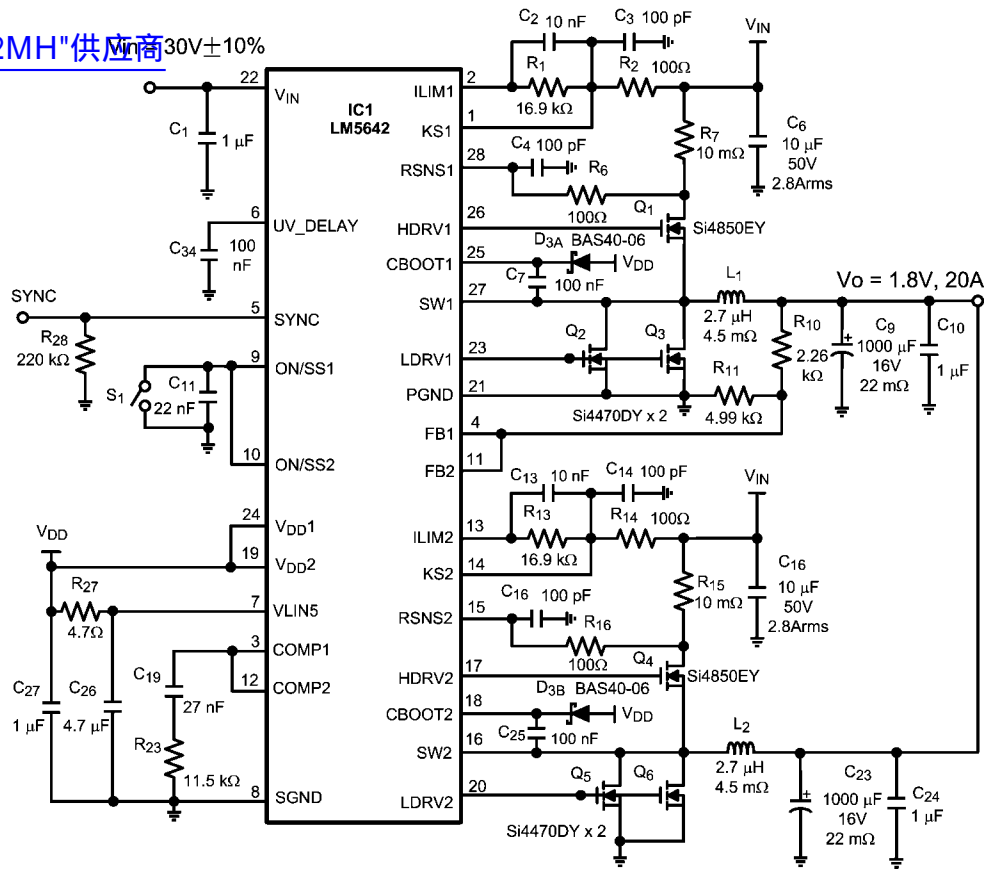 2MH"供应商
Vin = 30V±10%
C2 10 nF
C3 100 pF
VIN
R1
16.9 kΩ
R2 100Ω
22
VIN
IC1
LM5642
ILIM1
2
KS1
1
C1
1 µF
R7
10 mΩ
C6
10 µF
50V
2.8Arms
C4 100 pF
RSNS1
28
R6
100Ω
6
UV_DELAY
HDRV1
26
Q1
Si4850EY
C34
100
nF
D3A BAS40-06
CBOOT1
25
VDD
C7
100 nF
SYNC
5
SYNC
SW1
27
L1
2.7 µH
4.5 mΩ
Vo = 1.8V, 20A
R28
220 kΩ
Q2
Q3
R10
2.26
kΩ
C9
1000 µF
16V
22 mΩ
C10
1 µF
9
ON/SS1
LDRV1
23
S1
C11
22 nF
PGND
21
R11
4.99 kΩ
Si4470DY x 2
FB1
4
10
ON/SS2
FB2
11
C13 10 nF
C14 100 pF
VIN
R13
16.9 kΩ
R14 100Ω
VDD
24
VDD1
ILIM2
13
19
VDD2
KS2
14
R15
10 mΩ
C16
10 µF
50V
2.8Arms
R27
4.7Ω
7
VLIN5
C16 100 pF
RSNS2
15
R16
100Ω
3
COMP1
12
COMP2
HDRV2
17
Q4
Si4850EY
C27
1 µF
C26
4.7 µF
C19
27 nF
D3B BAS40-06
CBOOT2
18
VDD
C25
100 nF
R23
11.5 kΩ
SW2
16
L2
2.7 µH
4.5 mΩ
8
SGND
Q5
Q6
LDRV2
20
C23
1000 µF
16V
22 mΩ
C24
1 µF
Si4470DY x 2